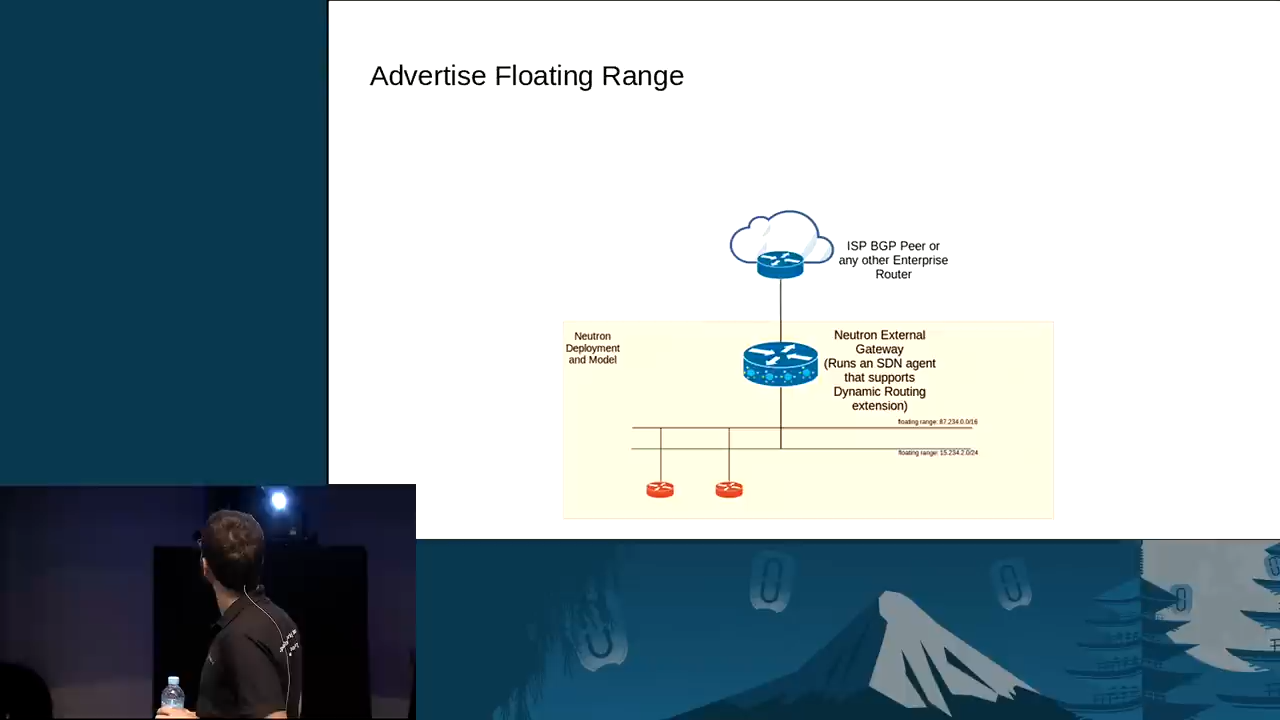 Advertise Floating Range
ISP BGP Peer or
any other Enterprise
Router
Neutron
Deployment
and Model
Neutron External
Gateway
(Runs an SDN agent
that supports
Dynamic Routing
extension)
floating range: 87.234.0.0/16
floating range: 15.234.2.0/24